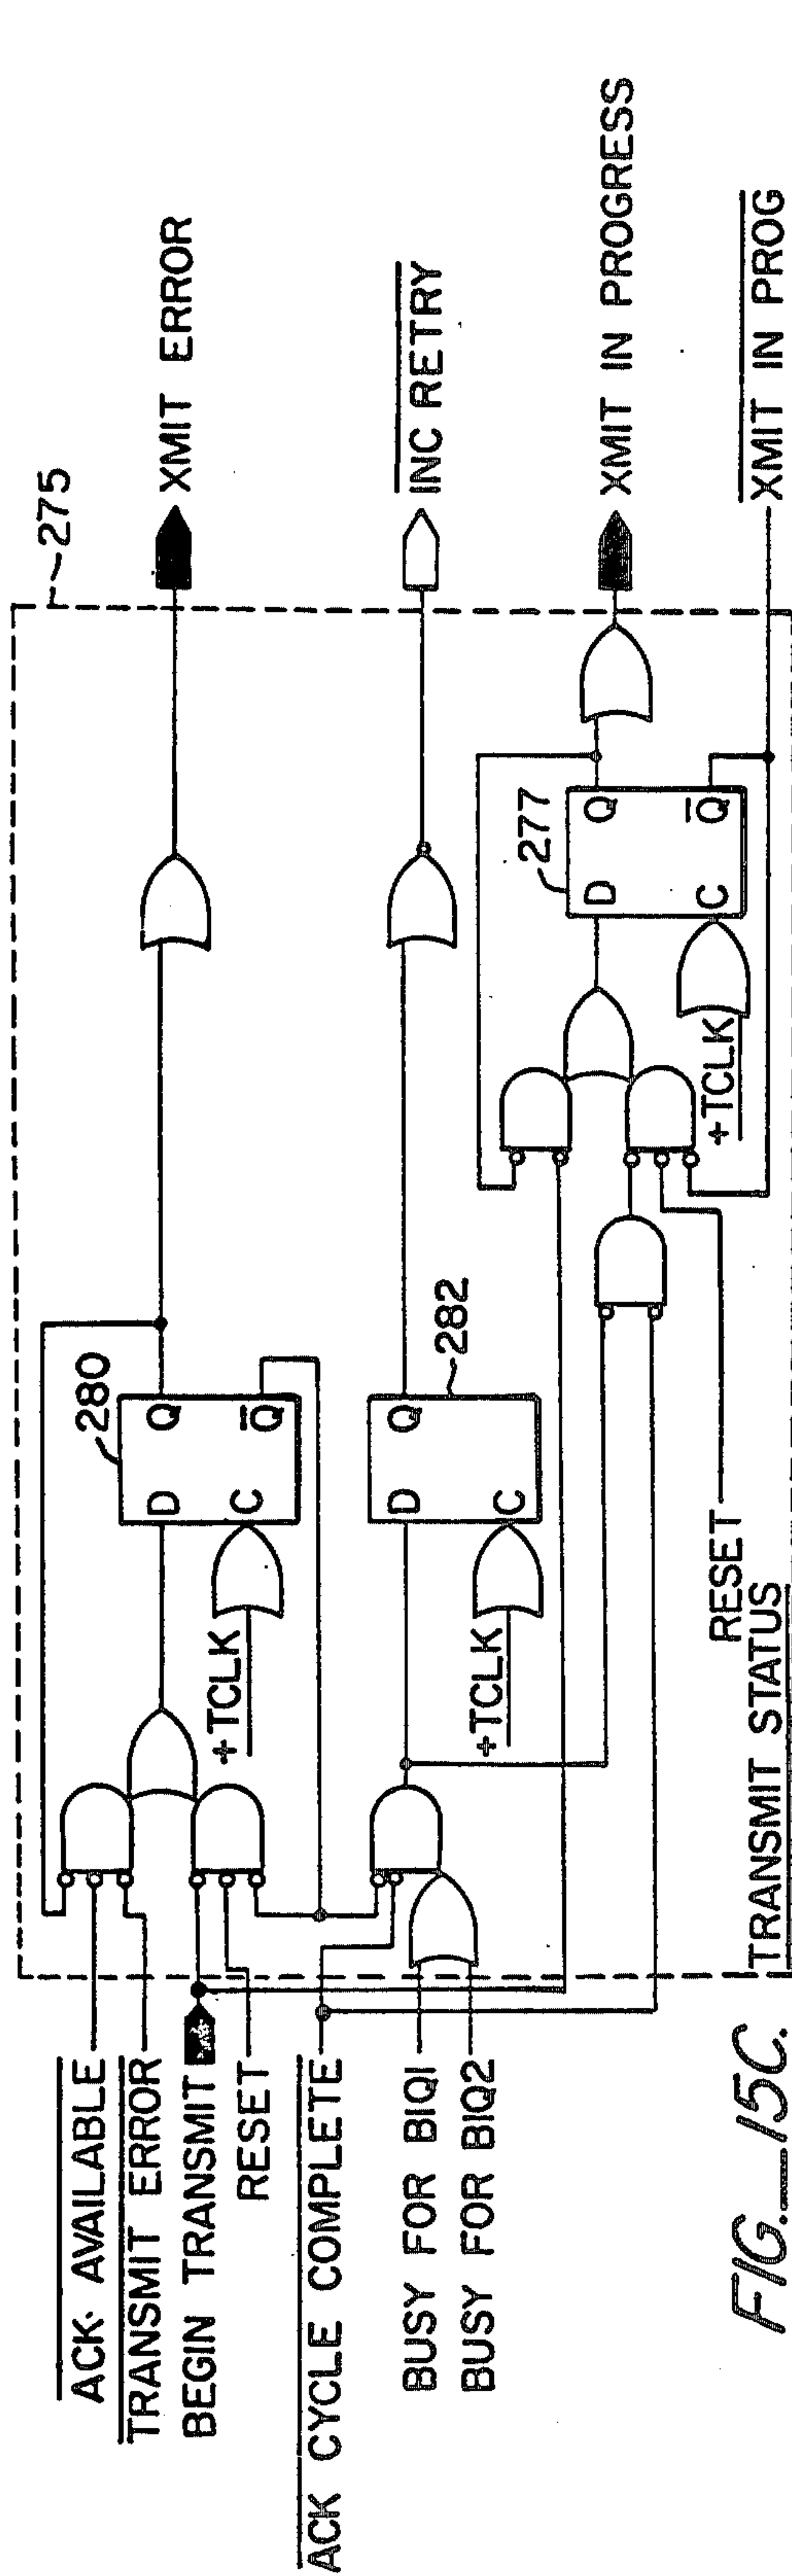 ACK AVAILABLE
TRANSMIT ERROR
BEGIN TRANSMIT
RESET
ACK CYCLE COMPLETE
BUSY FOR BIQ1
BUSY FOR BIQ2
280
D Q
C Q
+TCLK
282
D Q
C
+TCLK
277
D Q
C Q
+TCLK
RESET
TRANSMIT STATUS
275
XMIT ERROR
INC RETRY
XMIT IN PROGRESS
XMIT IN PROG
FIG._15C.